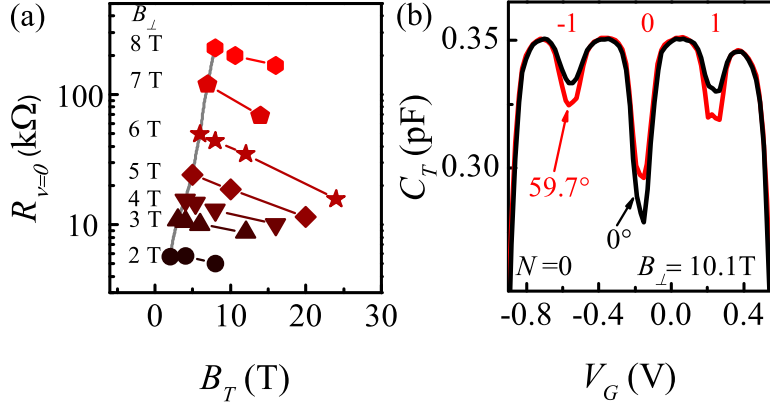 (a)
B⊥
8 T
7 T
6 T
5 T
4 T
3 T
2 T
100
10
R_ν=0 (kΩ)
0 10 20 30
B_T (T)
(b)
-1 0 1
0.35
0.30
C_T (pF)
59.7°
0°
N=0 B⊥= 10.1T
-0.8 -0.4 0.0 0.4
V_G (V)